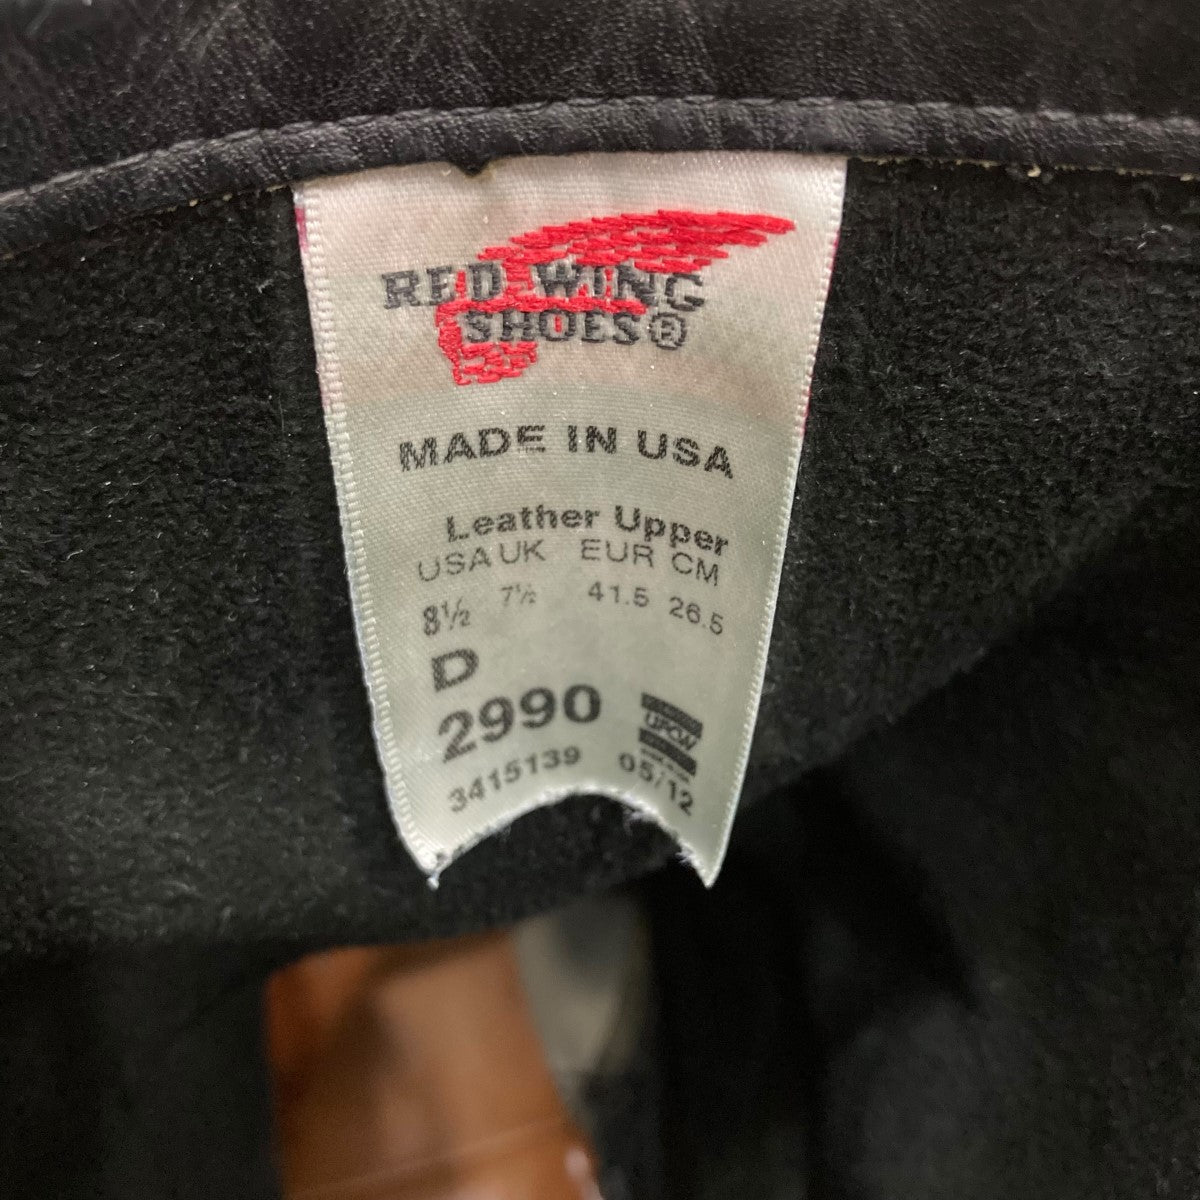 RED WING
SHOES®
MADE IN USA
Leather Upper
USA UK EUR CM
8½ 7½ 41.5 26.5
D
2990
UFCW
3415139 05/12